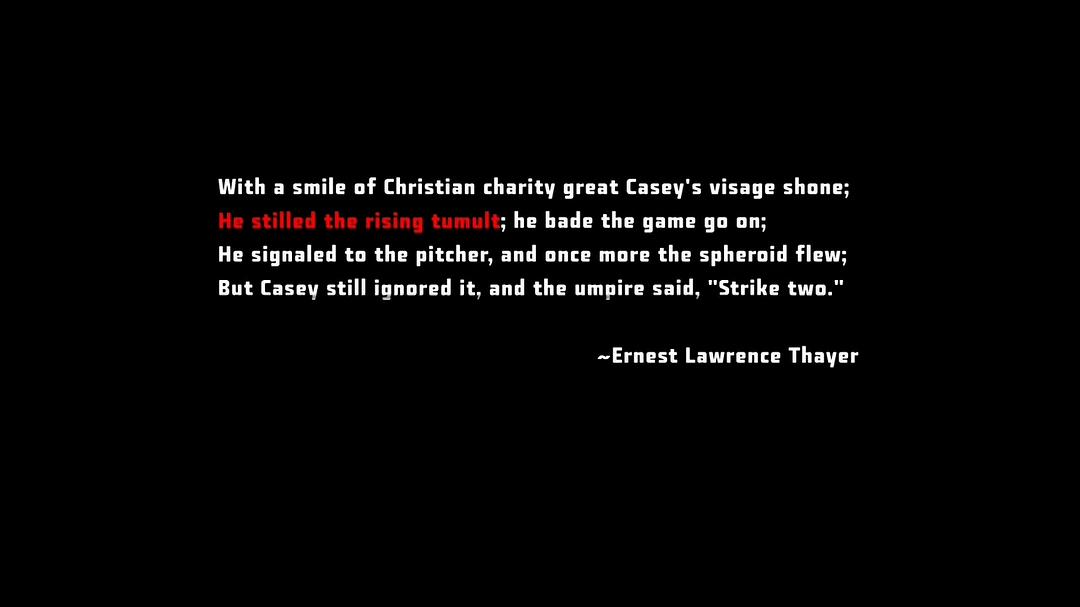 With a smile of Christian charity great Casey's visage shone;
He stilled the rising tumult; he bade the game go on;
He signaled to the pitcher, and once more the spheroid flew;
But Casey still ignored it, and the umpire said, "Strike two."
~Ernest Lawrence Thayer